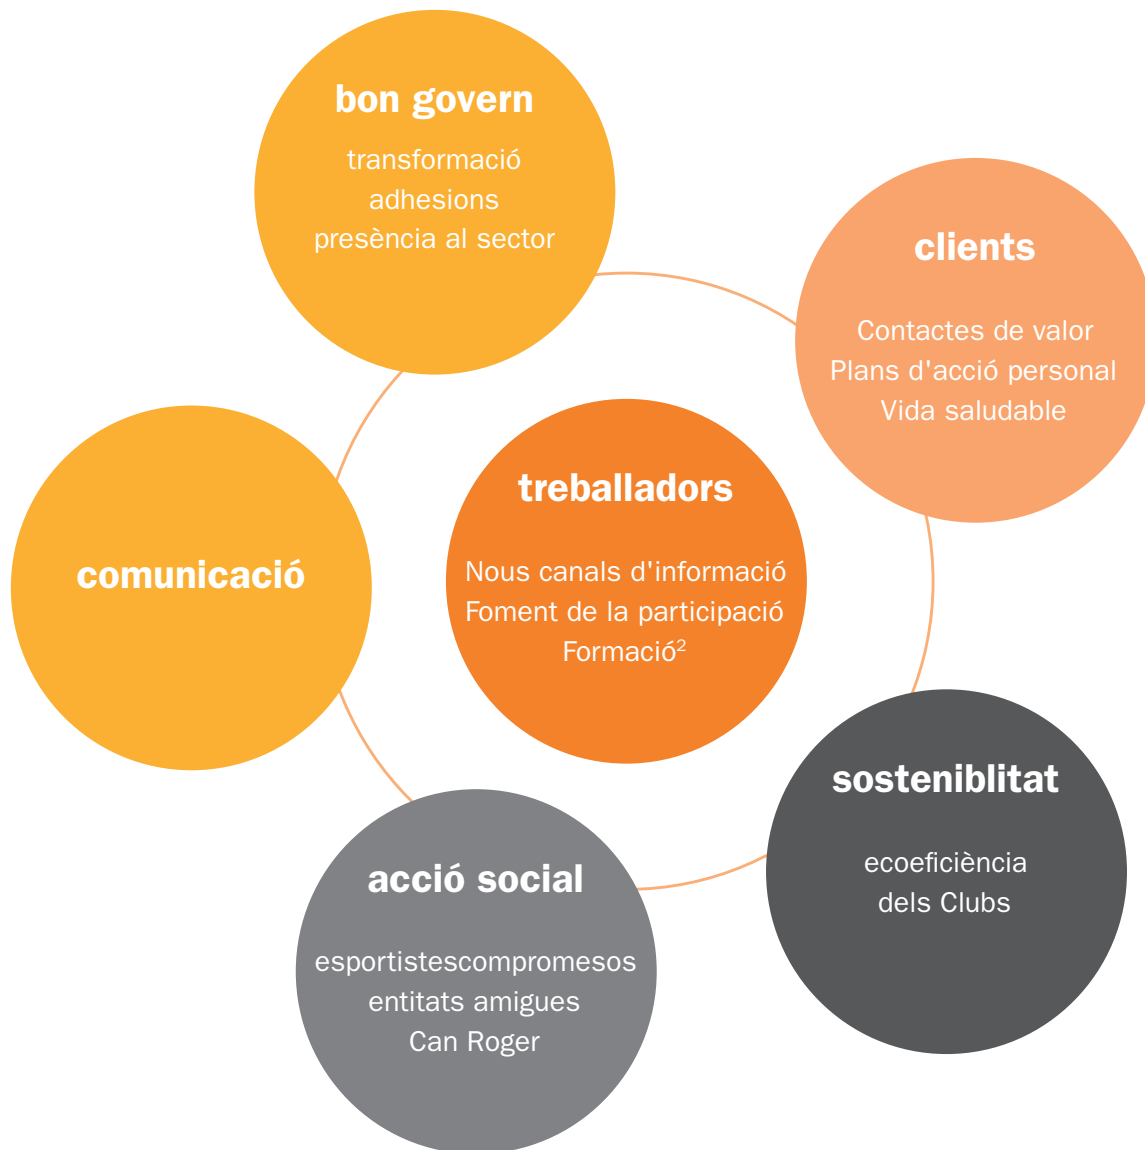 bon govern
transformació
adhesions
presència al sector
clients
Contactes de valor
Plans d'acció personal
Vida saludable
treballadors
Nous canals d'informació
Foment de la participació
Formació²
comunicació
sosteniblitat
ecoeficiència
dels Clubs
acció social
esportistescompromesos
entitats amigues
Can Roger